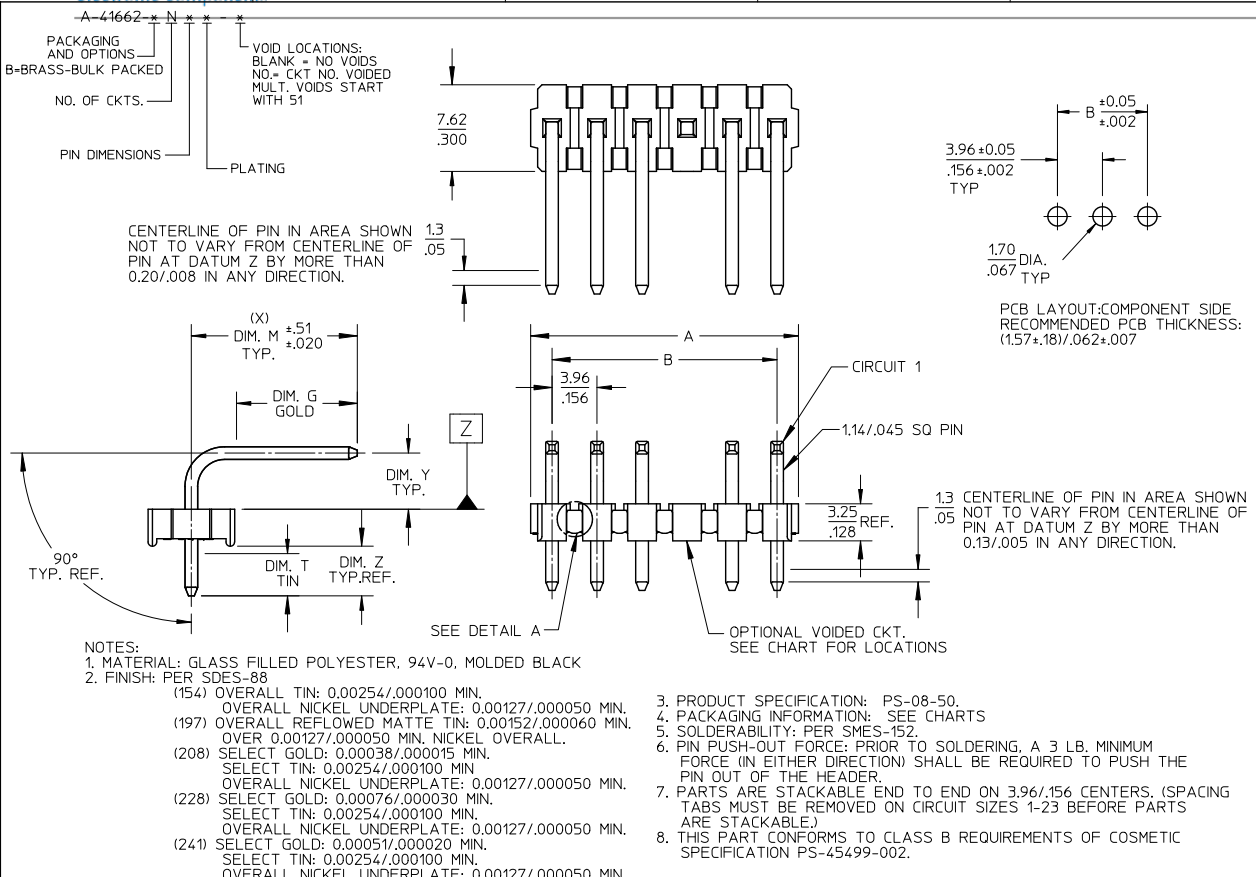 A-41662-* N * * - *
PACKAGING
AND OPTIONS
B=BRASS-BULK PACKED
NO. OF CKTS.
PIN DIMENSIONS
PLATING
VOID LOCATIONS:
BLANK = NO VOIDS
NO.= CKT NO. VOIDED
MULT. VOIDS START
WITH 51
7.62
.300
CENTERLINE OF PIN IN AREA SHOWN
NOT TO VARY FROM CENTERLINE OF
PIN AT DATUM Z BY MORE THAN
0.20/.008 IN ANY DIRECTION.
1.3
.05
B ±0.05
±.002
3.96±0.05
.156±.002
TYP
1.70
.067
DIA.
TYP
PCB LAYOUT:COMPONENT SIDE
RECOMMENDED PCB THICKNESS:
(1.57±.18)/.062±.007
(X)
DIM. M ±.51
±.020
TYP.
DIM. G
GOLD
Z
DIM. Y
TYP.
90°
TYP. REF.
DIM. T
TIN
DIM. Z
TYP.REF.
A
B
3.96
.156
CIRCUIT 1
1.14/.045 SQ PIN
3.25
.128
REF.
1.3
.05
CENTERLINE OF PIN IN AREA SHOWN
NOT TO VARY FROM CENTERLINE OF
PIN AT DATUM Z BY MORE THAN
0.13/.005 IN ANY DIRECTION.
SEE DETAIL A
OPTIONAL VOIDED CKT.
SEE CHART FOR LOCATIONS
NOTES:
1. MATERIAL: GLASS FILLED POLYESTER, 94V-0, MOLDED BLACK
2. FINISH: PER SDES-88
(154) OVERALL TIN: 0.00254/.000100 MIN.
OVERALL NICKEL UNDERPLATE: 0.00127/.000050 MIN.
(197) OVERALL REFLOWED MATTE TIN: 0.00152/.000060 MIN.
OVER 0.00127/.000050 MIN. NICKEL OVERALL.
(208) SELECT GOLD: 0.00038/.000015 MIN.
SELECT TIN: 0.00254/.000100 MIN
OVERALL NICKEL UNDERPLATE: 0.00127/.000050 MIN.
(228) SELECT GOLD: 0.00076/.000030 MIN.
SELECT TIN: 0.00254/.000100 MIN.
OVERALL NICKEL UNDERPLATE: 0.00127/.000050 MIN.
(241) SELECT GOLD: 0.00051/.000020 MIN.
SELECT TIN: 0.00254/.000100 MIN.
OVERALL NICKEL UNDERPLATE: 0.00127/.000050 MIN.
3. PRODUCT SPECIFICATION: PS-08-50.
4. PACKAGING INFORMATION: SEE CHARTS
5. SOLDERABILITY: PER SMES-152.
6. PIN PUSH-OUT FORCE: PRIOR TO SOLDERING, A 3 LB. MINIMUM
FORCE (IN EITHER DIRECTION) SHALL BE REQUIRED TO PUSH THE
PIN OUT OF THE HEADER.
7. PARTS ARE STACKABLE END TO END ON 3.96/.156 CENTERS. (SPACING
TABS MUST BE REMOVED ON CIRCUIT SIZES 1-23 BEFORE PARTS
ARE STACKABLE.)
8. THIS PART CONFORMS TO CLASS B REQUIREMENTS OF COSMETIC
SPECIFICATION PS-45499-002.